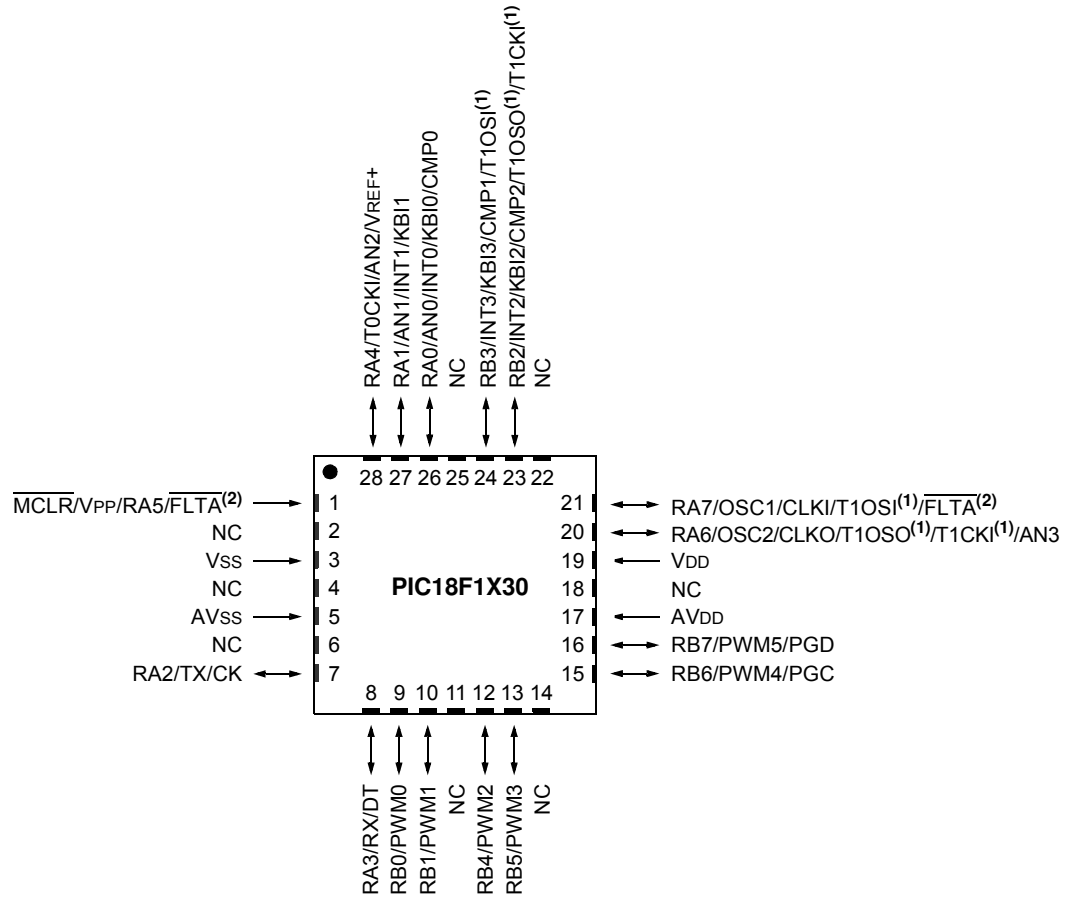 RA4/T0CKI/AN2/VREF+
RA1/AN1/INT1/KBI1
RA0/AN0/INT0/KBI0/CMP0
NC
RB3/INT3/KBI3/CMP1/T1OSI(1)
RB2/INT2/KBI2/CMP2/T1OSO(1)/T1CKI(1)
NC
28 27 26 25 24 23 22
MCLR/VPP/RA5/FLTA(2) 1
NC 2
VSS 3
NC 4
AVSS 5
NC 6
RA2/TX/CK 7
PIC18F1X30
21 RA7/OSC1/CLKI/T1OSI(1)/FLTA(2)
20 RA6/OSC2/CLKO/T1OSO(1)/T1CKI(1)/AN3
19 VDD
18 NC
17 AVDD
16 RB7/PWM5/PGD
15 RB6/PWM4/PGC
8 9 10 11 12 13 14
RA3/RX/DT
RB0/PWM0
RB1/PWM1
NC
RB4/PWM2
RB5/PWM3
NC